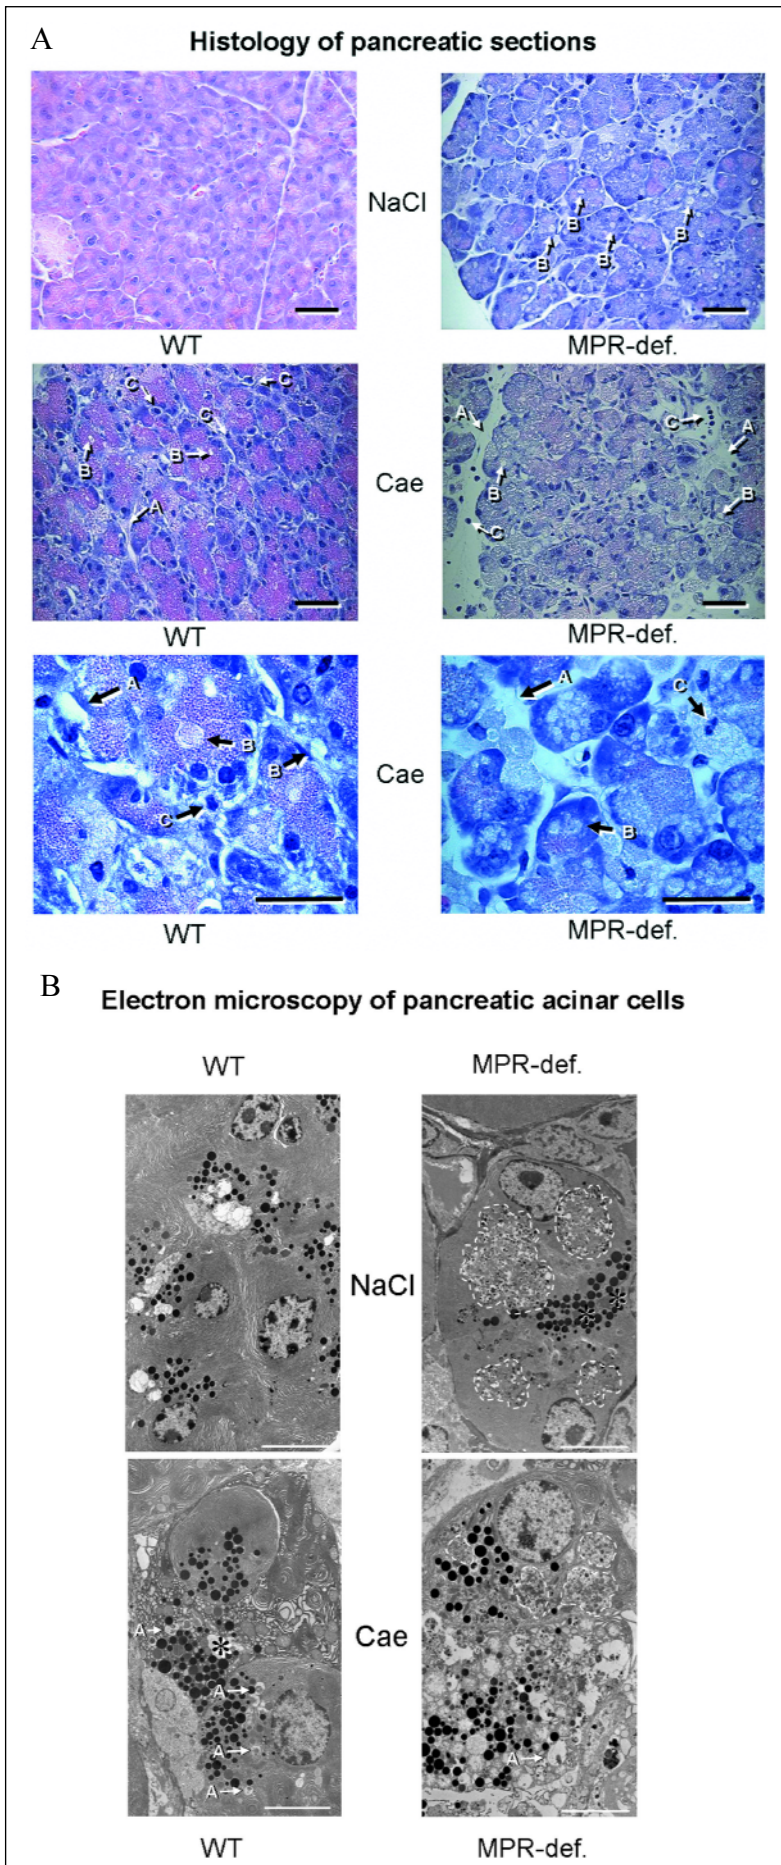 A
Histology of pancreatic sections
NaCl
B
B
B
B
WT
MPR-def.
C
C
C
B
B
A
Cae
A
C
A
B
B
C
WT
MPR-def.
A
B
B
C
Cae
A
C
B
WT
MPR-def.
B
Electron microscopy of pancreatic acinar cells
WT
MPR-def.
NaCl
* *
A
*
A
A
A
Cae
A
WT
MPR-def.